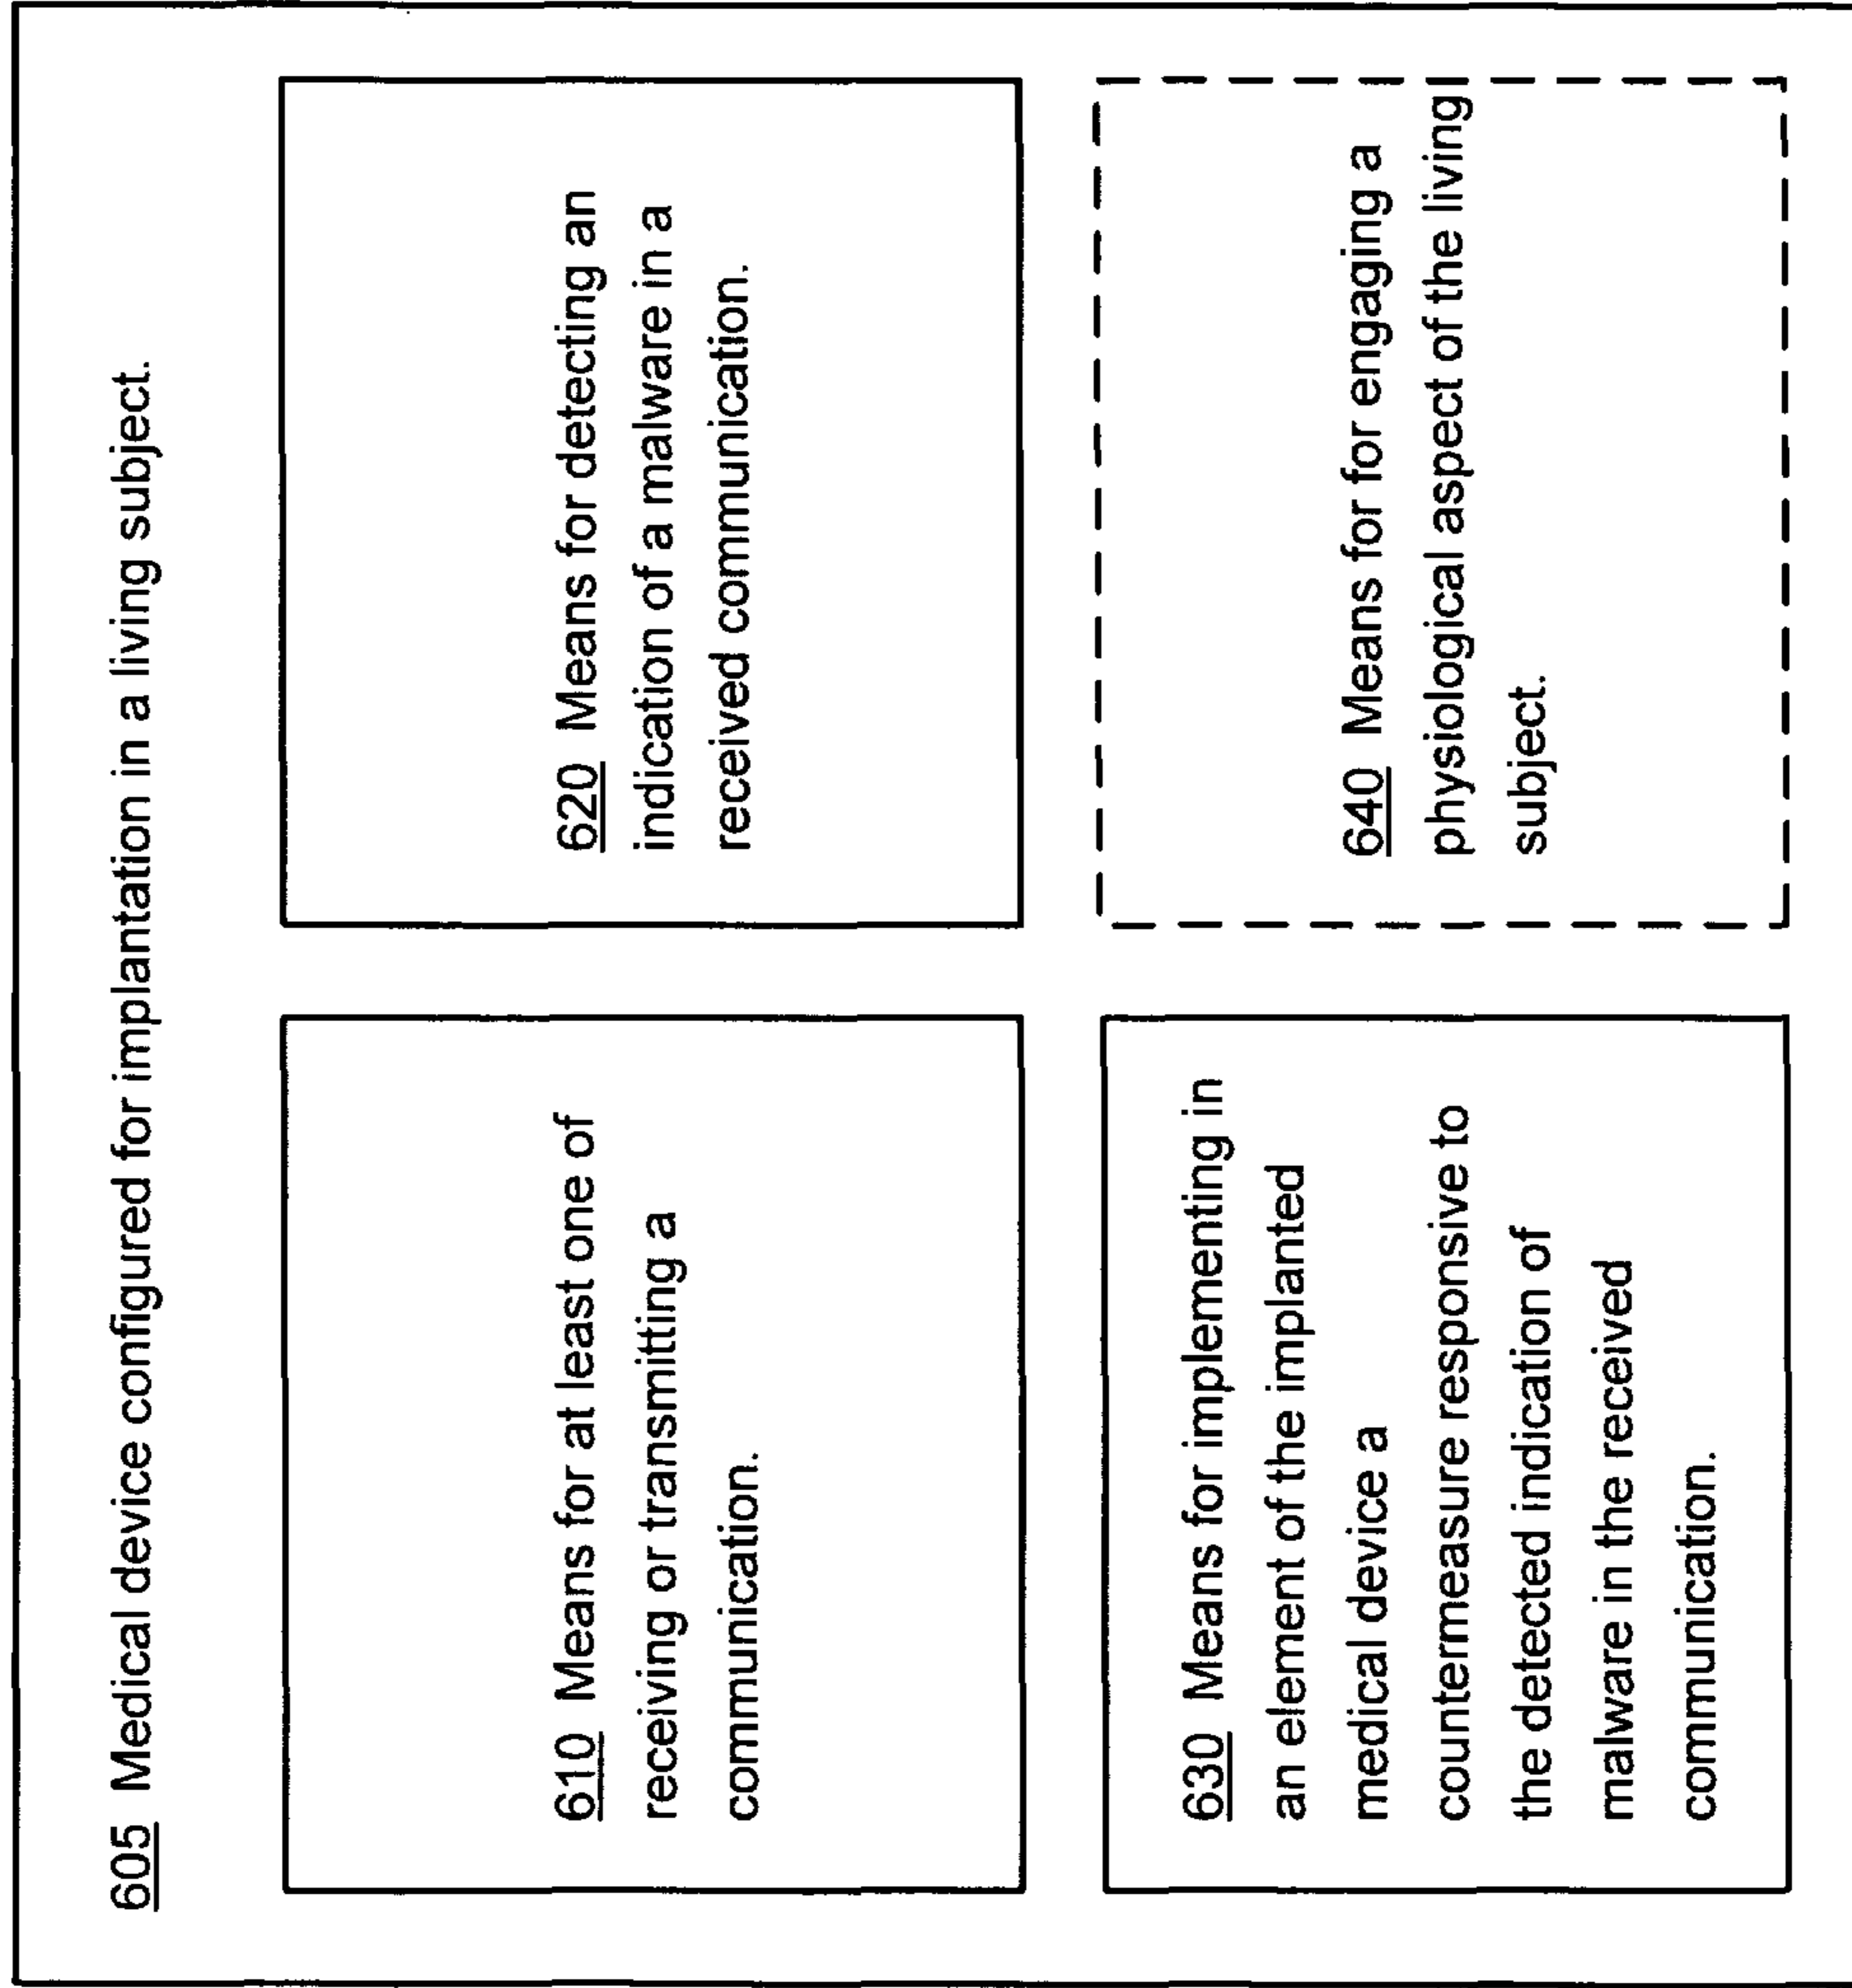 605 Medical device configured for implantation in a living subject.
610 Means for at least one of
receiving or transmitting a
communication.
620 Means for detecting an
indication of a malware in a
received communication.
630 Means for implementing in
an element of the implanted
medical device a
countermeasure responsive to
the detected indication of
malware in the received
communication.
640 Means for for engaging a
physiological aspect of the living
subject.